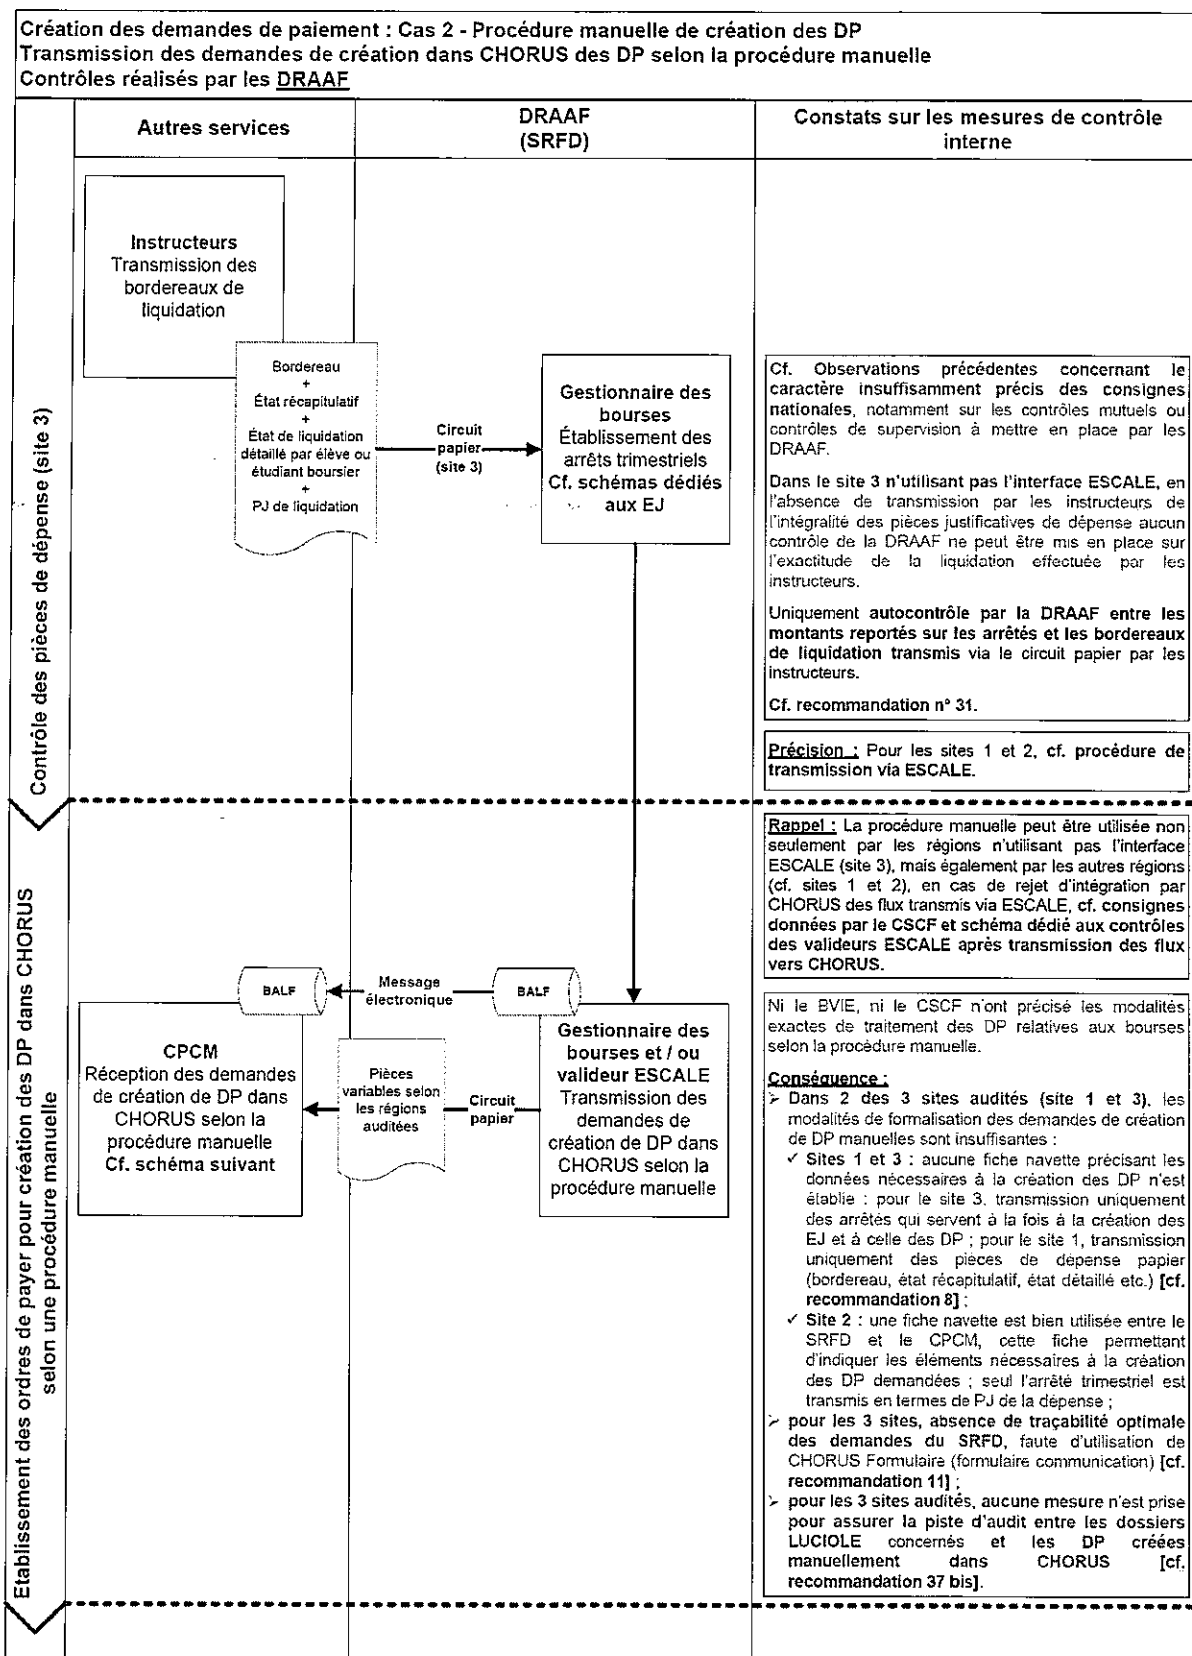 Création des demandes de paiement : Cas 2 - Procédure manuelle de création des DP
Transmission des demandes de création dans CHORUS des DP selon la procédure manuelle
Contrôles réalisés par les DRAAF
Autres services
DRAAF
(SRFD)
Constats sur les mesures de contrôle
interne
Contrôle des pièces de dépense (site 3)
Instructeurs
Transmission des
bordereaux de
liquidation
Bordereau
+
État récapitulatif
+
État de liquidation
détaillé par élève ou
étudiant boursier
+
PJ de liquidation
Circuit
papier
(site 3)
Gestionnaire des
bourses
Établissement des
arrêts trimestriels
Cf. schémas dédiés
aux EJ
Cf. Observations précédentes concernant le
caractère insuffisamment précis des consignes
nationales, notamment sur les contrôles mutuels ou
contrôles de supervision à mettre en place par les
DRAAF.
Dans le site 3 n'utilisant pas l'interface ESCALE, en
l'absence de transmission par les instructeurs de
l'intégralité des pièces justificatives de dépense aucun
contrôle de la DRAAF ne peut être mis en place sur
l'exactitude de la liquidation effectuée par les
instructeurs.
Uniquement autocontrôle par la DRAAF entre les
montants reportés sur les arrêtés et les bordereaux
de liquidation transmis via le circuit papier par les
instructeurs.
Cf. recommandation n° 31.
Précision : Pour les sites 1 et 2, cf. procédure de
transmission via ESCALE.
Etablissement des ordres de payer pour création des DP dans CHORUS
selon une procédure manuelle
BALF
Message
électronique
BALF
CPCM
Réception des demandes
de création de DP dans
CHORUS selon la
procédure manuelle
Cf. schéma suivant
Pièces
variables selon
les régions
auditées
Circuit
papier
Gestionnaire des
bourses et / ou
valideur ESCALE
Transmission des
demandes de
création de DP dans
CHORUS selon la
procédure manuelle
Rappel : La procédure manuelle peut être utilisée non
seulement par les régions n'utilisant pas l'interface
ESCALE (site 3), mais également par les autres régions
(cf. sites 1 et 2), en cas de rejet d'intégration par
CHORUS des flux transmis via ESCALE, cf. consignes
données par le CSCF et schéma dédié aux contrôles
des valideurs ESCALE après transmission des flux
vers CHORUS.
Ni le BVIE, ni le CSCF n'ont précisé les modalités
exactes de traitement des DP relatives aux bourses
selon la procédure manuelle.
Conséquence :
➢ Dans 2 des 3 sites audités (site 1 et 3), les
modalités de formalisation des demandes de création
de DP manuelles sont insuffisantes :
✓ Sites 1 et 3 : aucune fiche navette précisant les
données nécessaires à la création des DP n'est
établie : pour le site 3, transmission uniquement
des arrêtés qui servent à la fois à la création des
EJ et à celle des DP ; pour le site 1, transmission
uniquement des pièces de dépense papier
(bordereau, état récapitulatif, état détaillé etc.) [cf.
recommandation 8] ;
✓ Site 2 : une fiche navette est bien utilisée entre le
SRFD et le CPCM, cette fiche permettant
d'indiquer les éléments nécessaires à la création
des DP demandées ; seul l'arrêté trimestriel est
transmis en termes de PJ de la dépense ;
➢ pour les 3 sites, absence de traçabilité optimale
des demandes du SRFD, faute d'utilisation de
CHORUS Formulaire (formulaire communication) [cf.
recommandation 11] ;
➢ pour les 3 sites audités, aucune mesure n'est prise
pour assurer la piste d'audit entre les dossiers
LUCIOLE concernés et les DP créées
manuellement dans CHORUS [cf.
recommandation 37 bis].